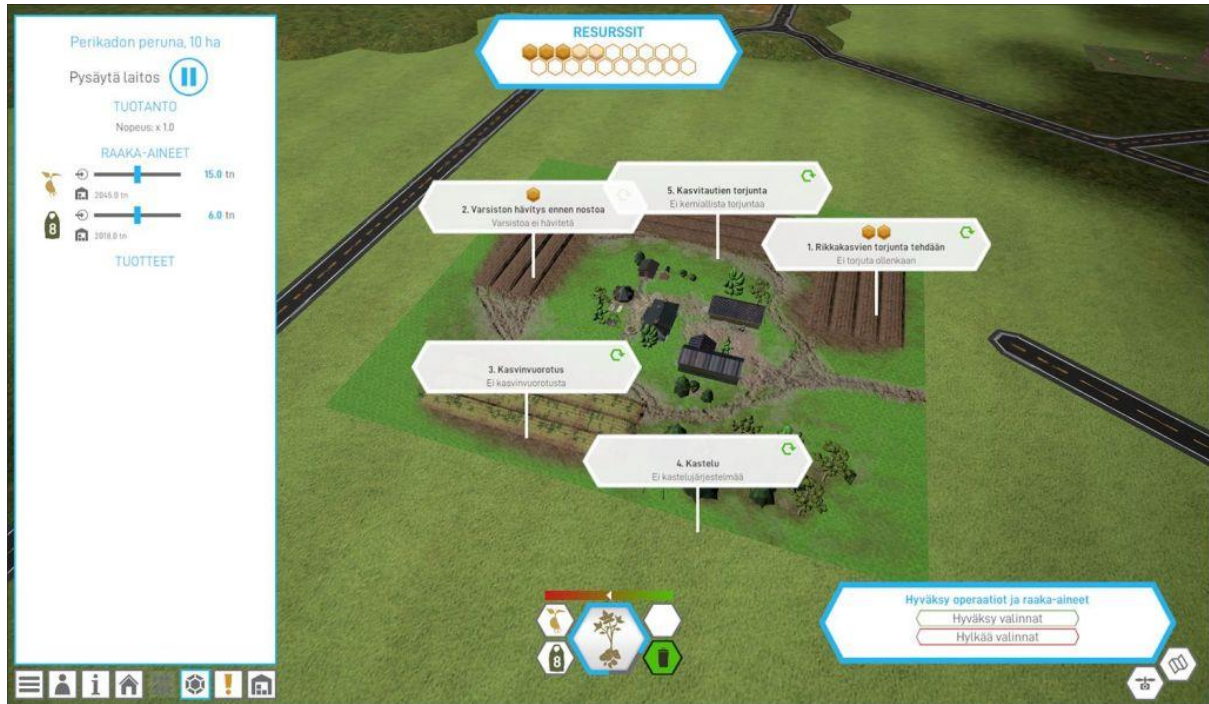 Perikadon peruna, 10 ha
Pysäytä laitos
TUOTANTO
Nopeus: x 1.0
RAAKA-AINEET
15.0 tn
2045.0 tn
8
6.0 tn
2018.0 tn
TUOTTEET
RESURSSIT
5. Kasvitautien torjunta
Ei kemiallista torjuntaa
2. Varsiston hävitys ennen nostoa
Varsistoa ei hävitetä
1. Rikkakasvien torjunta tehdään
Ei torjuta ollenkaan
3. Kasvinvuorotus
Ei kasvinvuorotusta
4. Kastelu
Ei kastelujärjestelmää
8
Hyväksy operaatiot ja raaka-aineet
Hyväksy valinnat
Hylkää valinnat